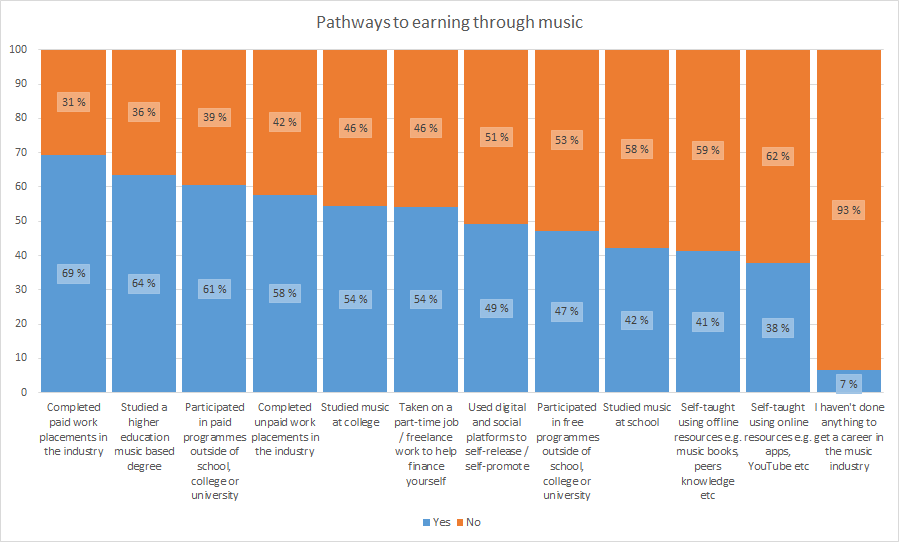 Pathways to earning through music
100
90
80
70
60
50
40
30
20
10
0
31 %
36 %
39 %
42 %
46 %
46 %
51 %
53 %
58 %
59 %
62 %
93 %
69 %
64 %
61 %
58 %
54 %
54 %
49 %
47 %
42 %
41 %
38 %
7 %
Completed
paid work
placements in
the industry
Studied a
higher
education
music based
degree
Participated
in paid
programmes
outside of
school,
college or
university
Completed
unpaid work
placements in
the industry
Studied music
at college
Taken on a
part-time job
/ freelance
work to help
finance
yourself
Used digital
and social
platforms to
self-release /
self-promote
Participated
in free
programmes
outside of
school,
college or
university
Studied music
at school
Self-taught
using offline
resources e.g.
music books,
peers
knowledge
etc
Self-taught
using online
resources e.g.
apps,
YouTube etc
I haven't done
anything to
get a career in
the music
industry
Yes No